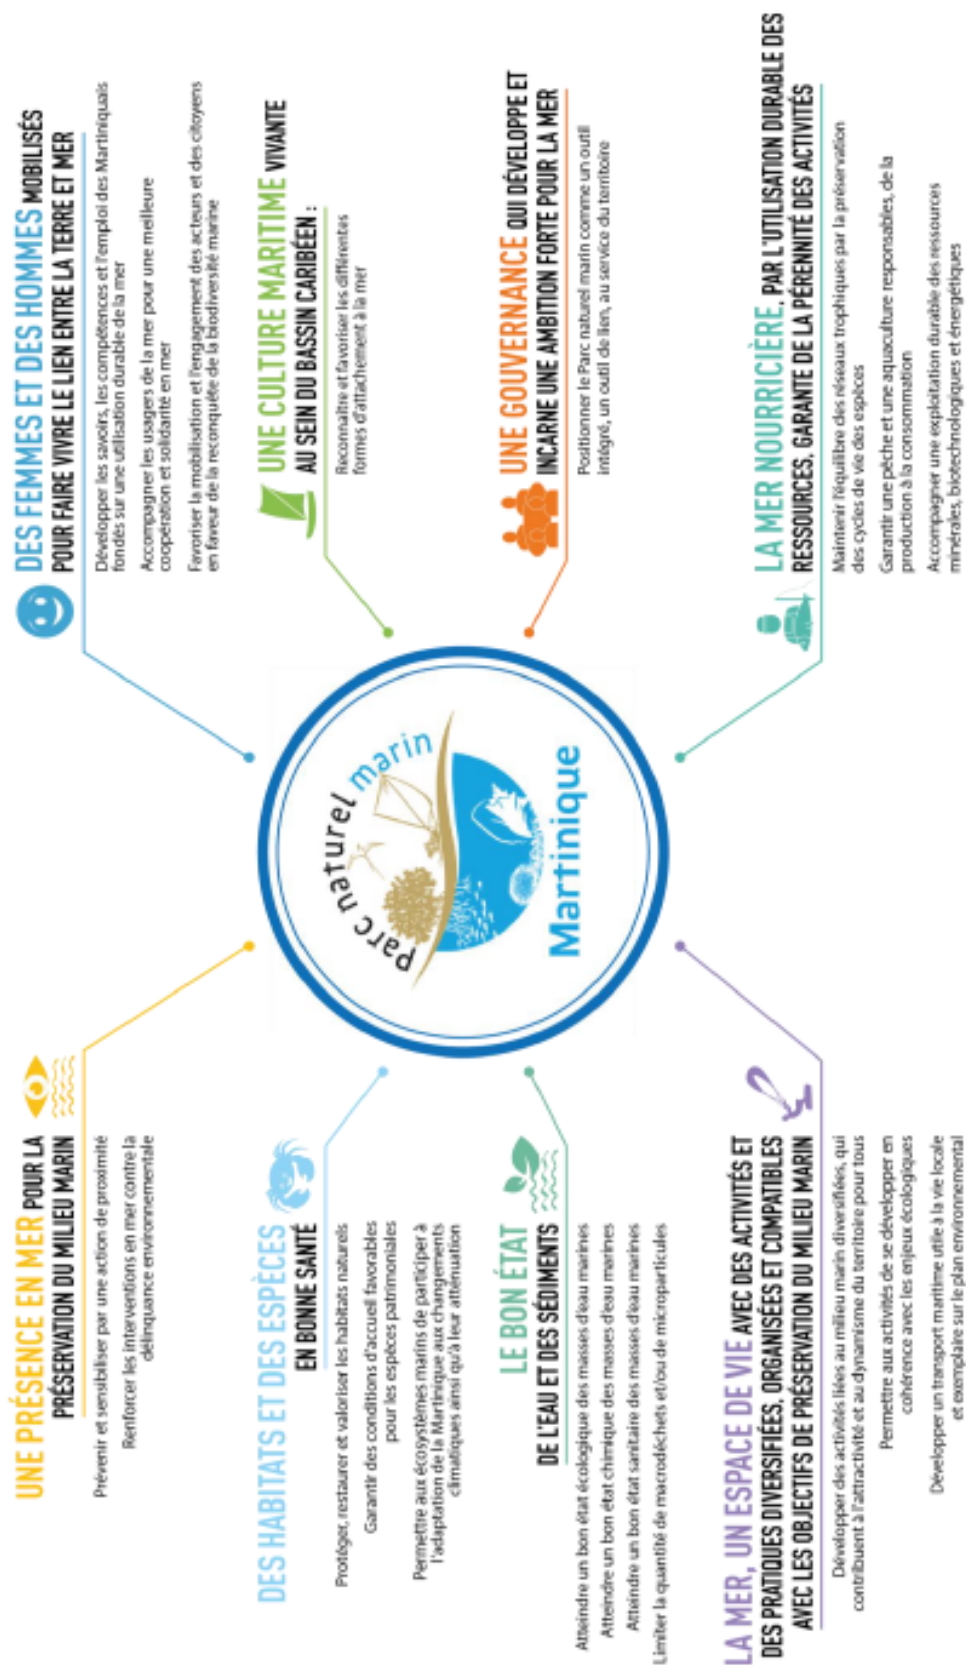 UNE PRÉSENCE EN MER POUR LA
PRÉSERVATION DU MILIEU MARIN
Prévenir et sensibiliser par une action de proximité
Renforcer les interventions en mer contre la
délinquance environnementale
DES HABITATS ET DES ESPÈCES
EN BONNE SANTÉ
Protéger, restaurer et valoriser les habitats naturels
Garantir des conditions d'accueil favorables
pour les espèces patrimoniales
Permettre aux écosystèmes marins de participer à
l'adaptation de la Martinique aux changements
climatiques ainsi qu'à leur atténuation
LE BON ÉTAT
DE L'EAU ET DES SÉDIMENTS
Atteindre un bon état écologique des masses d'eau marines
Atteindre un bon état chimique des masses d'eau marines
Atteindre un bon état sanitaire des masses d'eau marines
Limiter la quantité de macrodéchets et/ou de microparticules
LA MER, UN ESPACE DE VIE AVEC DES ACTIVITÉS ET
DES PRATIQUES DIVERSIFIÉES, ORGANISÉES ET COMPATIBLES
AVEC LES OBJECTIFS DE PRÉSERVATION DU MILIEU MARIN
Développer des activités liées au milieu marin diversifiées, qui
contribuent à l'attractivité et au dynamisme du territoire pour tous
Permettre aux activités de se développer en
cohérence avec les enjeux écologiques
Développer un transport maritime utile à la vie locale
et exemplaire sur le plan environnemental
parc naturel marin
Martinique
DES FEMMES ET DES HOMMES MOBILISÉS
POUR FAIRE VIVRE LE LIEN ENTRE LA TERRE ET MER
Développer les savoirs, les compétences et l'emploi des Martiniquais
fondés sur une utilisation durable de la mer
Accompagner les usagers de la mer pour une meilleure
coopération et solidarité en mer
Favoriser la mobilisation et l'engagement des acteurs et des citoyens
en faveur de la reconquête de la biodiversité marine
UNE CULTURE MARITIME VIVANTE
AU SEIN DU BASSIN CARIBÉEN :
Reconnaître et favoriser les différentes
formes d'attachement à la mer
UNE GOUVERNANCE QUI DÉVELOPPE ET
INCARNE UNE AMBITION FORTE POUR LA MER
Positionner le Parc naturel marin comme un outil
intégré, un outil de lien, au service du territoire
LA MER NOURRICIÈRE, PAR L'UTILISATION DURABLE DES
RESSOURCES, GARANTE DE LA PÉRENNITÉ DES ACTIVITÉS
Maintenir l'équilibre des réseaux trophiques par la préservation
des cycles de vie des espèces
Garantir une pêche et une aquaculture responsables, de la
production à la consommation
Accompagner une exploitation durable des ressources
minérales, biotechnologiques et énergétiques